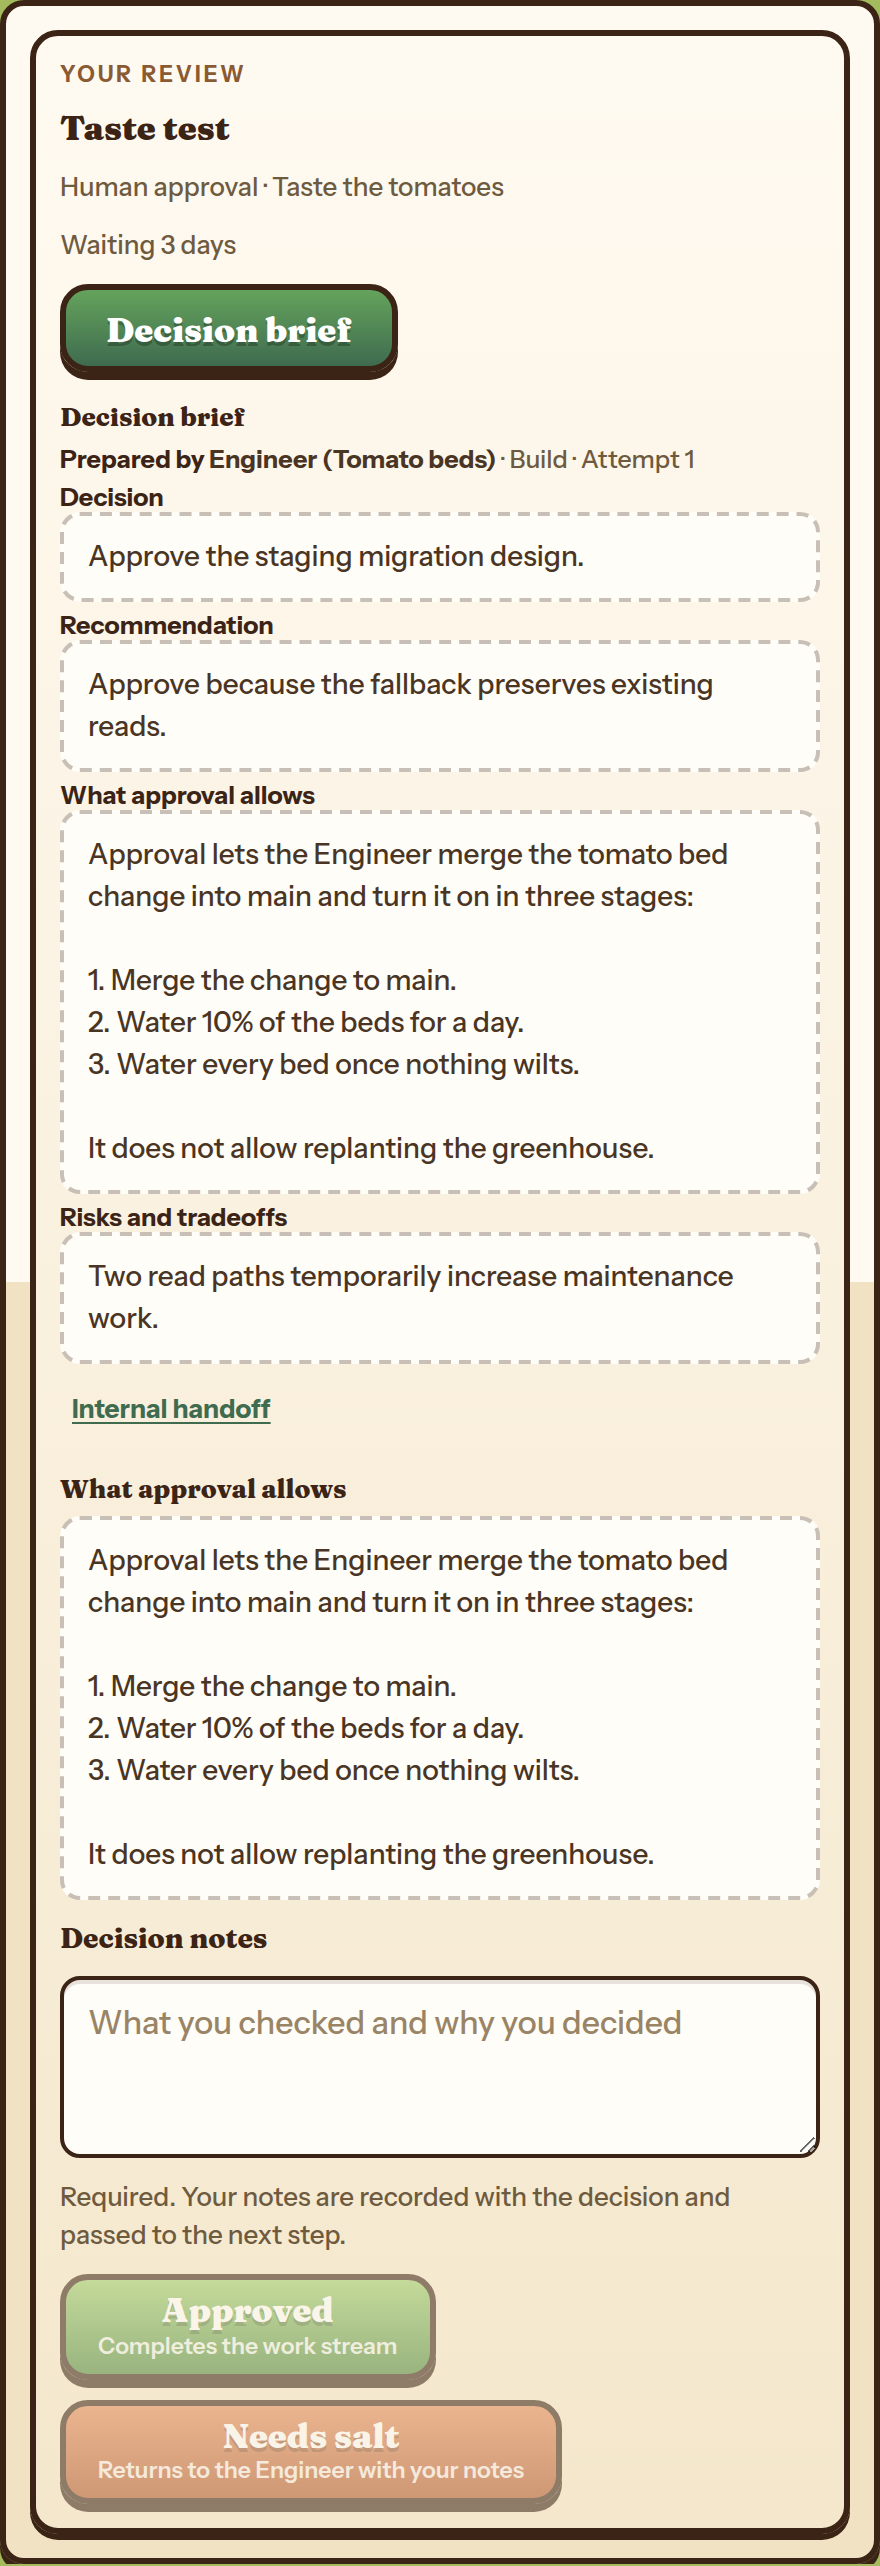 YOUR REVIEW
Taste test
Human approval · Taste the tomatoes
Waiting 3 days
Decision brief
Decision brief
Prepared by Engineer (Tomato beds) · Build · Attempt 1
Decision
Approve the staging migration design.
Recommendation
Approve because the fallback preserves existing
reads.
What approval allows
Approval lets the Engineer merge the tomato bed
change into main and turn it on in three stages:
1. Merge the change to main.
2. Water 10% of the beds for a day.
3. Water every bed once nothing wilts.
It does not allow replanting the greenhouse.
Risks and tradeoffs
Two read paths temporarily increase maintenance
work.
Internal handoff
What approval allows
Approval lets the Engineer merge the tomato bed
change into main and turn it on in three stages:
1. Merge the change to main.
2. Water 10% of the beds for a day.
3. Water every bed once nothing wilts.
It does not allow replanting the greenhouse.
Decision notes
What you checked and why you decided
Required. Your notes are recorded with the decision and
passed to the next step.
Approved
Completes the work stream
Needs salt
Returns to the Engineer with your notes